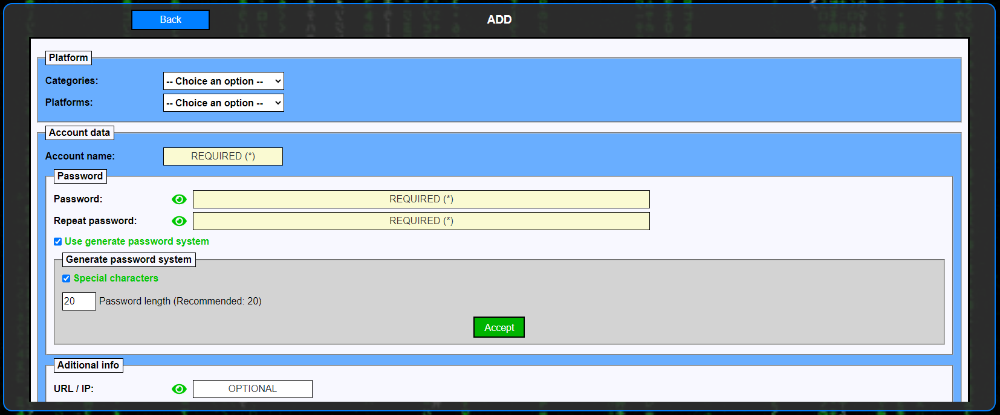 Back
ADD
Platform
Categories:
-- Choice an option --
Platforms:
-- Choice an option --
Account data
Account name:
REQUIRED (*)
Password
Password:
REQUIRED (*)
Repeat password:
REQUIRED (*)
Use generate password system
Generate password system
Special characters
20 Password length (Recommended: 20)
Accept
Aditional info
URL / IP:
OPTIONAL